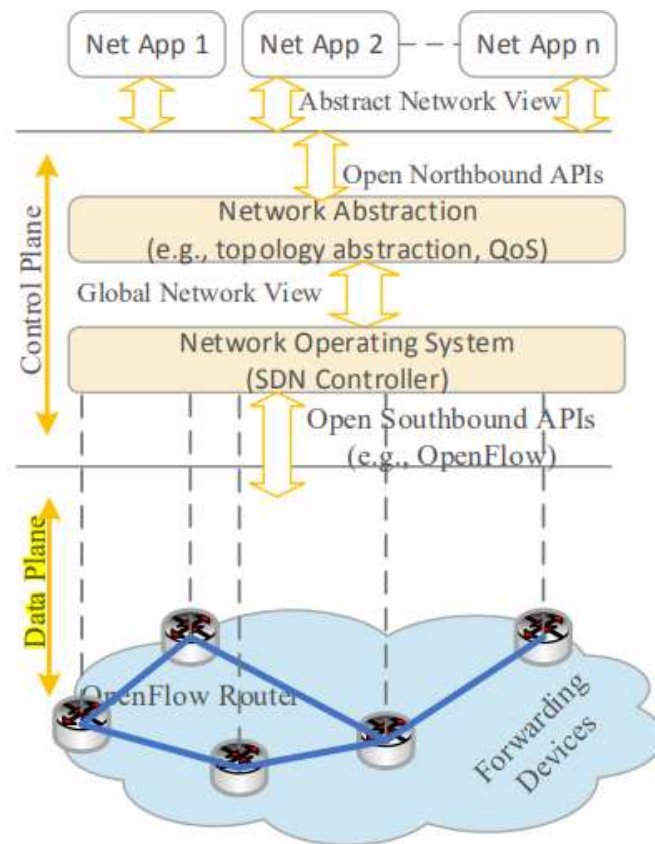 Net App 1
Net App 2
Net App n
Abstract Network View
Open Northbound APIs
Control Plane
Network Abstraction
(e.g., topology abstraction, QoS)
Global Network View
Network Operating System
(SDN Controller)
Open Southbound APIs
(e.g., OpenFlow)
Data Plane
OpenFlow Router
Forwarding
Devices